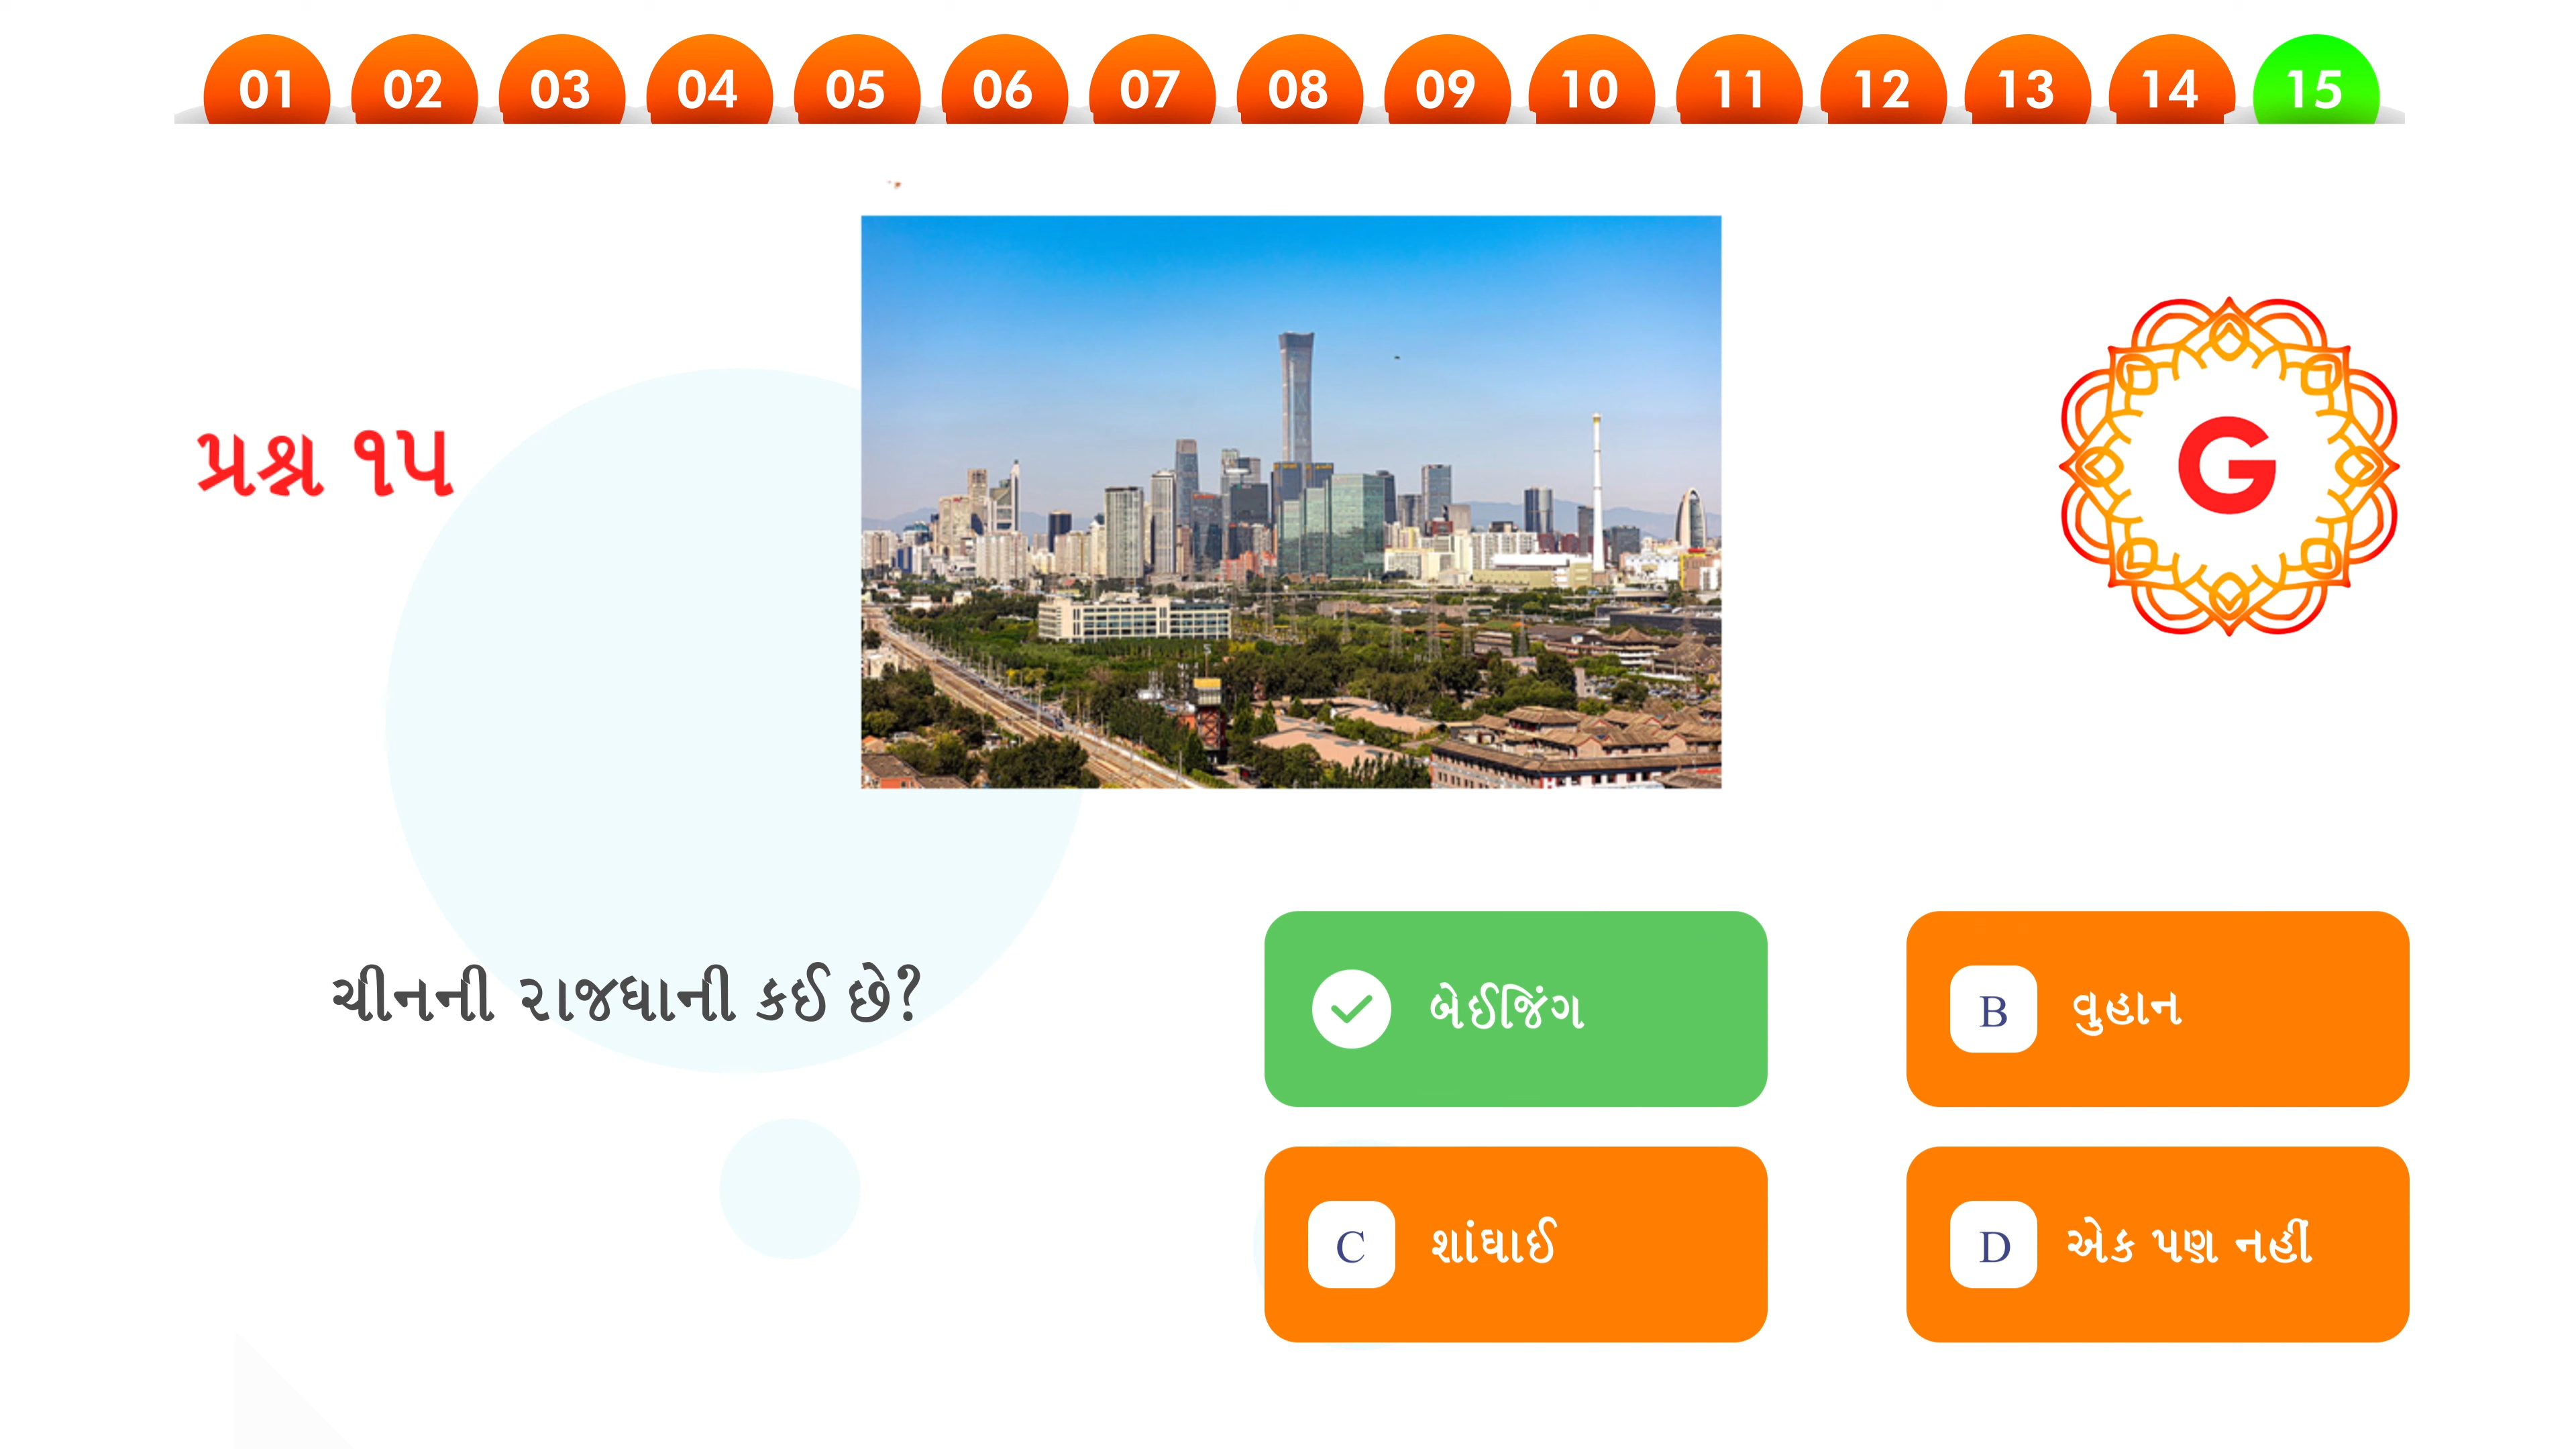 01 02 03 04 05 06 07 08 09 10 11 12 13 14 15
પ્રશ્ન ૧૫
G
ચીનની રાજધાની કઈ છે?
બેઈજિંગ
B વુહાન
C શાંઘાઈ
D એક પણ નહીં